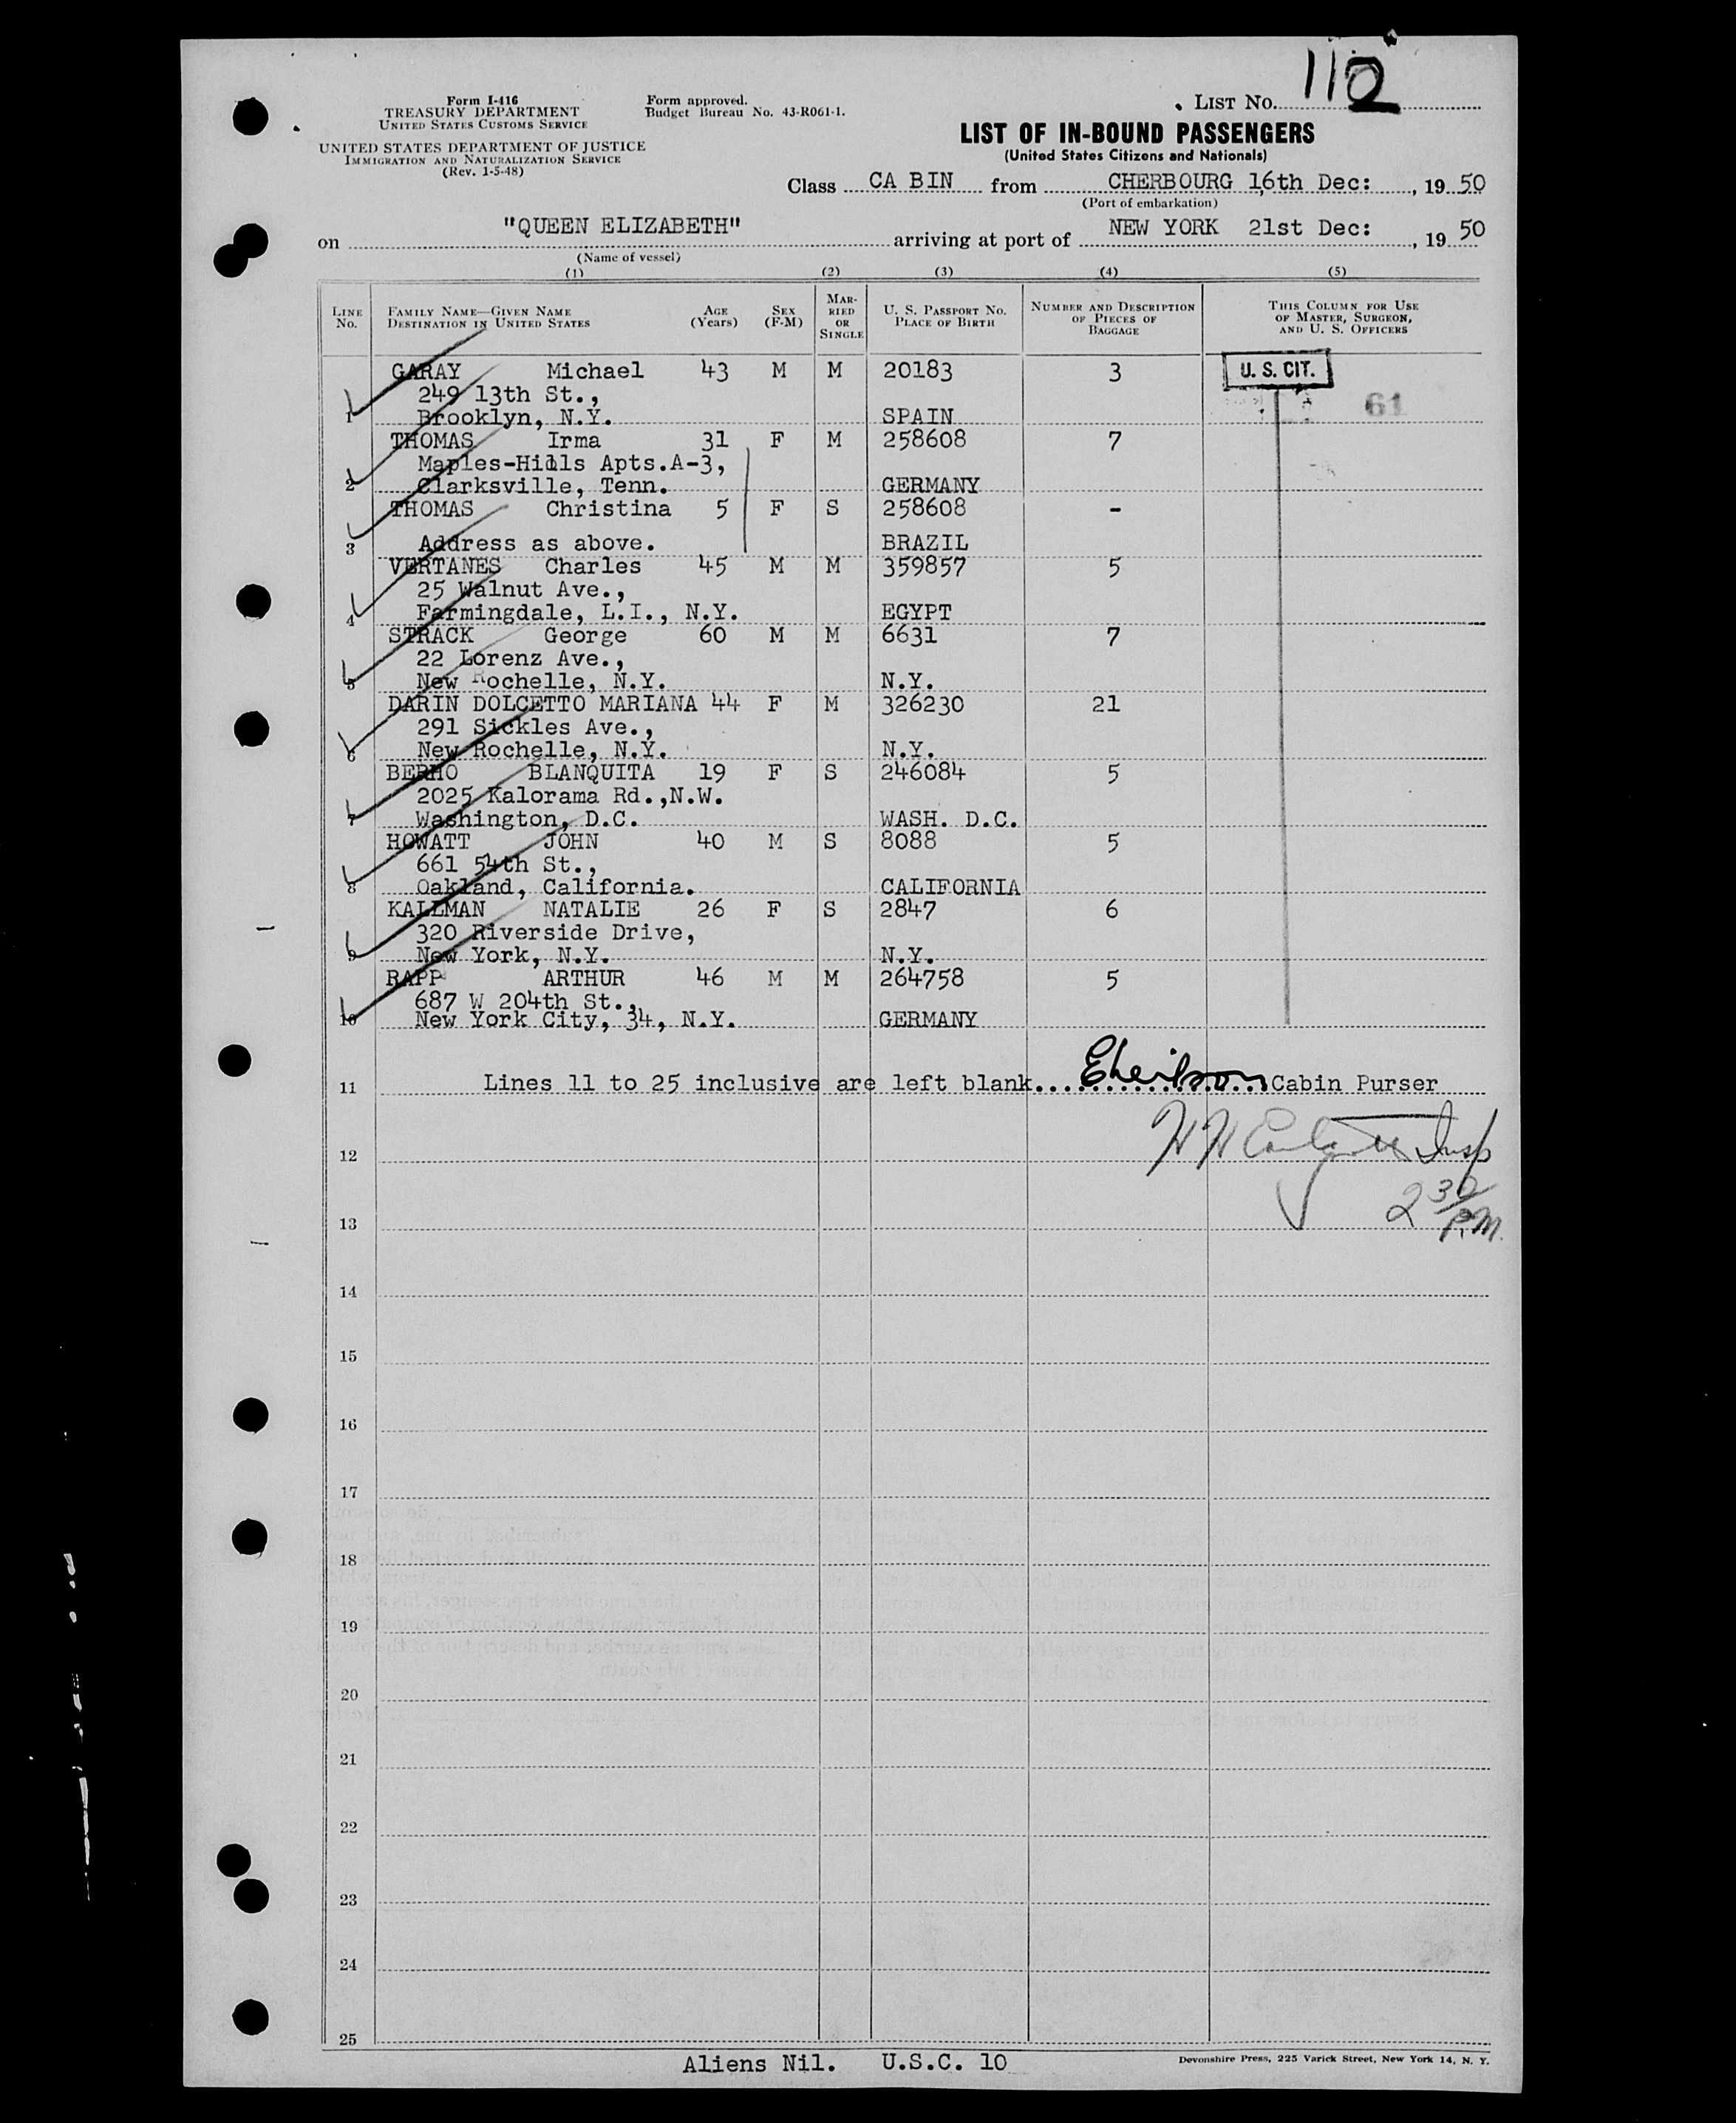 Form I-416
TREASURY DEPARTMENT
UNITED STATES CUSTOMS SERVICE
UNITED STATES DEPARTMENT OF JUSTICE
IMMIGRATION AND NATURALIZATION SERVICE
(Rev. 1-5-48)
Form approved.
Budget Bureau No. 43-R061-1.
LIST NO. 112
LIST OF IN-BOUND PASSENGERS
(United States Citizens and Nationals)
Class CA BIN from CHERBOURG 16th Dec: , 19 50
(Port of embarkation)
on "QUEEN ELIZABETH" arriving at port of NEW YORK 21st Dec: , 19 50
(Name of vessel)
(1) (2) (3) (4) (5)
LINE NO. FAMILY NAME—GIVEN NAME DESTINATION IN UNITED STATES AGE (Years) SEX (F-M) MARRIED OR SINGLE U. S. PASSPORT NO. PLACE OF BIRTH NUMBER AND DESCRIPTION OF PIECES OF BAGGAGE THIS COLUMN FOR USE OF MASTER, SURGEON, AND U. S. OFFICERS
GARAY Michael 43 M M 20183 3 U. S. CIT.
249 13th St.,
1 Brooklyn, N.Y. SPAIN 61
THOMAS Irma 31 F M 258608 7
Maples-Hills Apts.A-3,
2 Clarksville, Tenn. GERMANY
THOMAS Christina 5 F S 258608 -
3 Address as above. BRAZIL
VERTANES Charles 45 M M 359857 5
25 Walnut Ave.,
4 Farmingdale, L.I., N.Y. EGYPT
STRACK George 60 M M 6631 7
22 Lorenz Ave.,
5 New Rochelle, N.Y. N.Y.
DARIN DOLCETTO MARIANA 44 F M 326230 21
291 Sickles Ave.,
6 New Rochelle, N.Y. N.Y.
BERHO BLANQUITA 19 F S 246084 5
2025 Kalorama Rd.,N.W.
7 Washington, D.C. WASH. D.C.
HOWATT JOHN 40 M S 8088 5
661 54th St.,
8 Oakland, California. CALIFORNIA
KALLMAN NATALIE 26 F S 2847 6
320 Riverside Drive,
9 New York, N.Y. N.Y.
RAPP ARTHUR 46 M M 264758 5
687 W 204th St.,
10 New York City, 34, N.Y. GERMANY
11 Lines 11 to 25 inclusive are left blank.................Cabin Purser
12 Insp
2 30 P.M.
13
14
15
16
17
18
19
20
21
22
23
24
25
Aliens Nil. U.S.C. 10
Devonshire Press, 225 Varick Street, New York 14, N. Y.